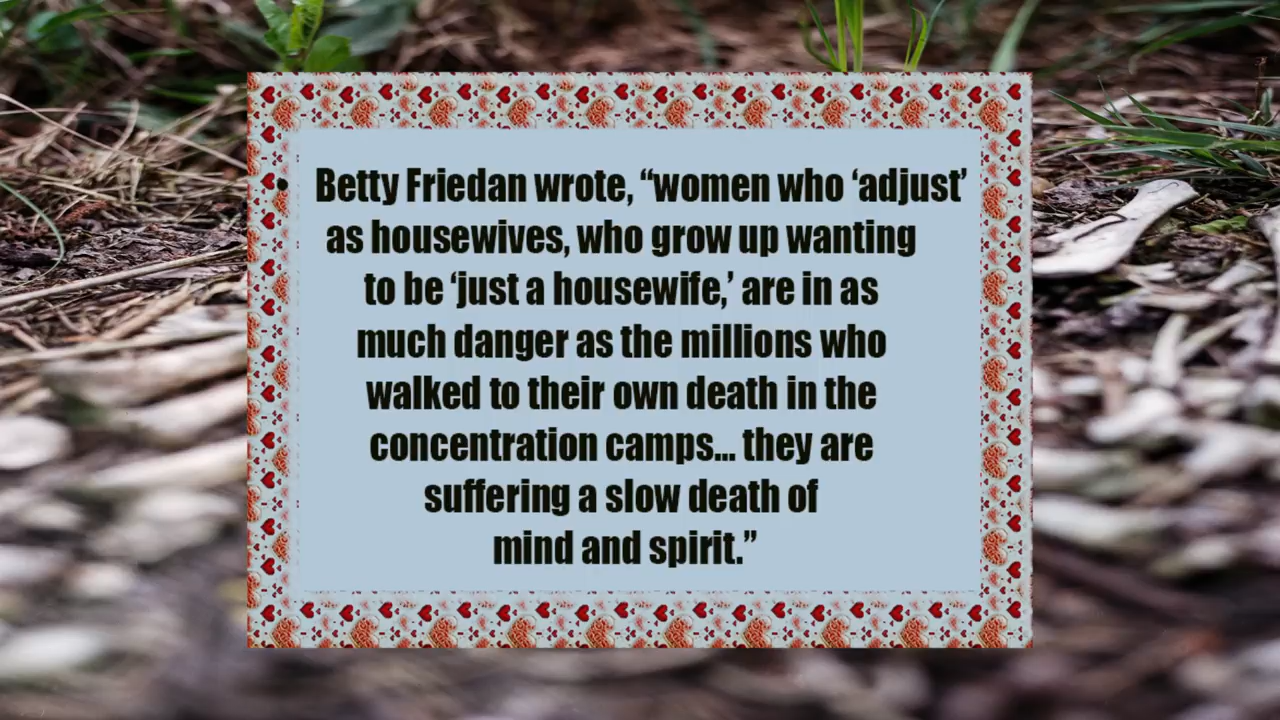 • Betty Friedan wrote, “women who ‘adjust’
as housewives, who grow up wanting
to be ‘just a housewife,’ are in as
much danger as the millions who
walked to their own death in the
concentration camps... they are
suffering a slow death of
mind and spirit.”